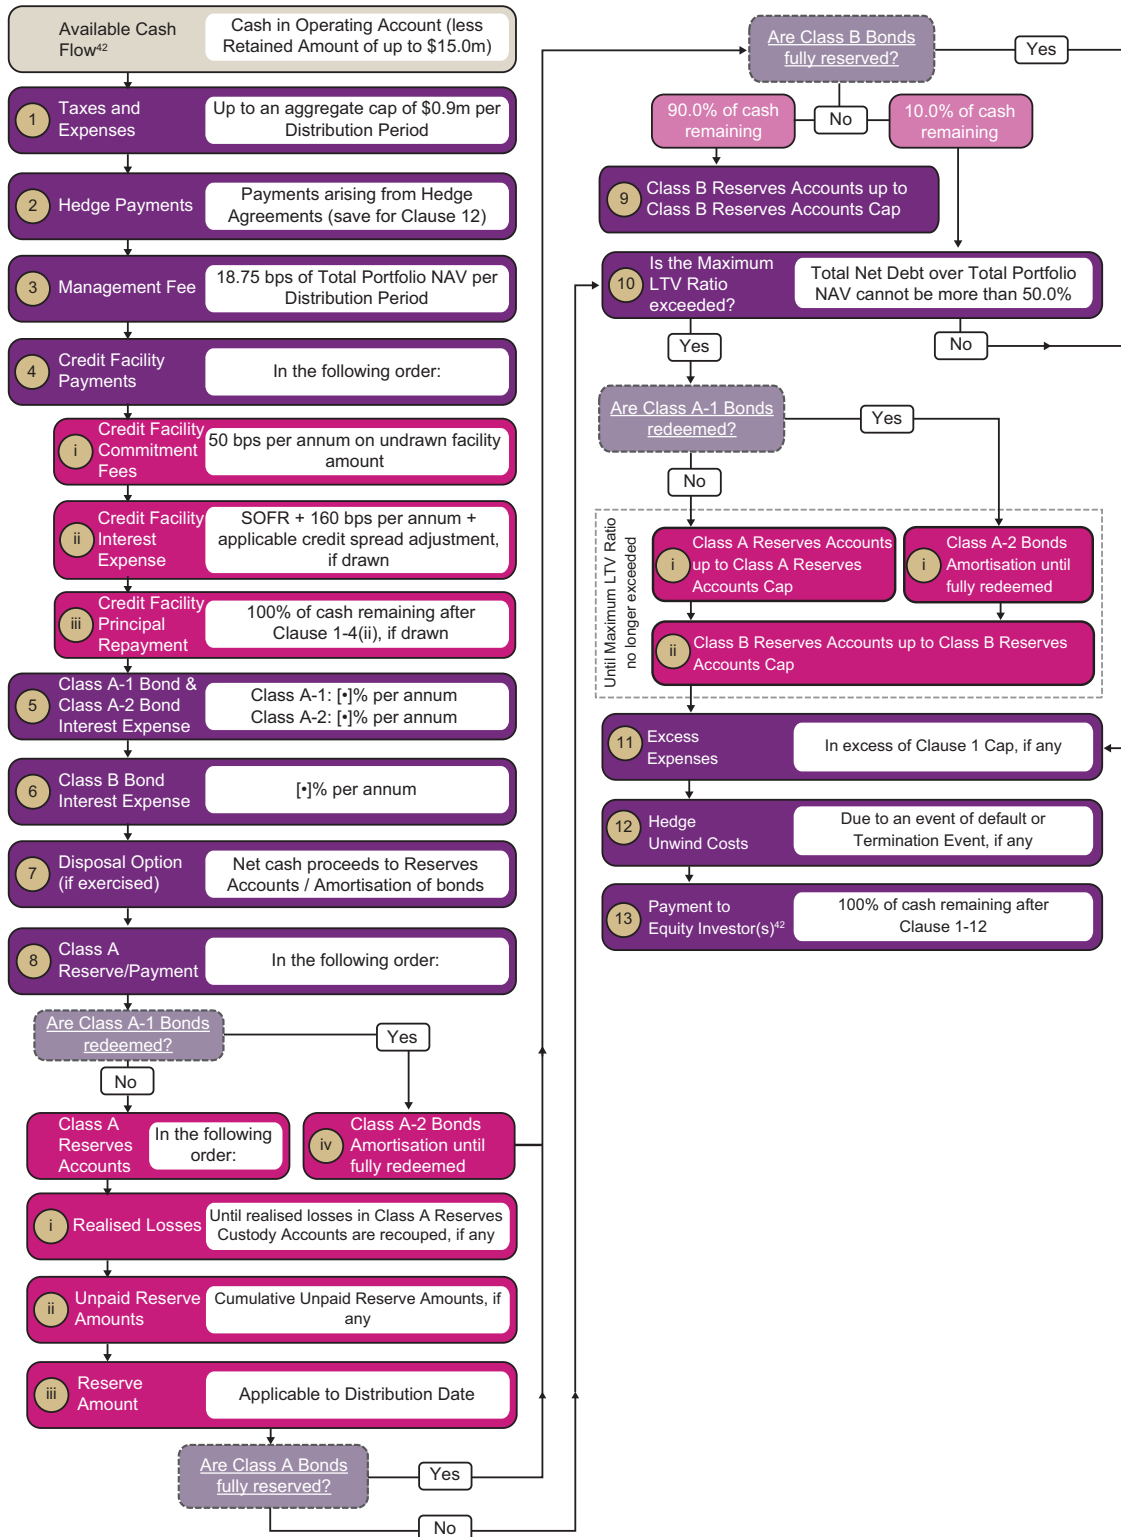 Available Cash
Flow42
Cash in Operating Account (less
Retained Amount of up to $15.0m)
1
Taxes and
Expenses
Up to an aggregate cap of $0.9m per
Distribution Period
2
Hedge Payments
Payments arising from Hedge
Agreements (save for Clause 12)
3
Management Fee
18.75 bps of Total Portfolio NAV per
Distribution Period
4
Credit Facility
Payments
In the following order:
i
Credit Facility
Commitment
Fees
50 bps per annum on undrawn facility
amount
ii
Credit Facility
Interest
Expense
SOFR + 160 bps per annum +
applicable credit spread adjustment,
if drawn
iii
Credit Facility
Principal
Repayment
100% of cash remaining after
Clause 1-4(ii), if drawn
5
Class A-1 Bond &
Class A-2 Bond
Interest Expense
Class A-1: [•]% per annum
Class A-2: [•]% per annum
6
Class B Bond
Interest Expense
[•]% per annum
7
Disposal Option
(if exercised)
Net cash proceeds to Reserves
Accounts / Amortisation of bonds
8
Class A
Reserve/Payment
In the following order:
Are Class A-1 Bonds
redeemed?
Yes
No
Class A
Reserves
Accounts
In the following
order:
iv
Class A-2 Bonds
Amortisation until
fully redeemed
i
Realised Losses
Until realised losses in Class A Reserves
Custody Accounts are recouped, if any
ii
Unpaid Reserve
Amounts
Cumulative Unpaid Reserve Amounts, if
any
iii
Reserve
Amount
Applicable to Distribution Date
Are Class A Bonds
fully reserved?
Yes
No
Are Class B Bonds
fully reserved?
Yes
No
90.0% of cash
remaining
10.0% of cash
remaining
9
Class B Reserves Accounts up to
Class B Reserves Accounts Cap
10
Is the Maximum
LTV Ratio
exceeded?
Total Net Debt over Total Portfolio
NAV cannot be more than 50.0%
Yes
No
Are Class A-1 Bonds
redeemed?
Yes
No
Until Maximum LTV Ratio
no longer exceeded
i
Class A Reserves Accounts
up to Class A Reserves
Accounts Cap
i
Class A-2 Bonds
Amortisation until
fully redeemed
ii
Class B Reserves Accounts up to Class B Reserves
Accounts Cap
11
Excess
Expenses
In excess of Clause 1 Cap, if any
12
Hedge
Unwind Costs
Due to an event of default or
Termination Event, if any
13
Payment to
Equity Investor(s)42
100% of cash remaining after
Clause 1-12